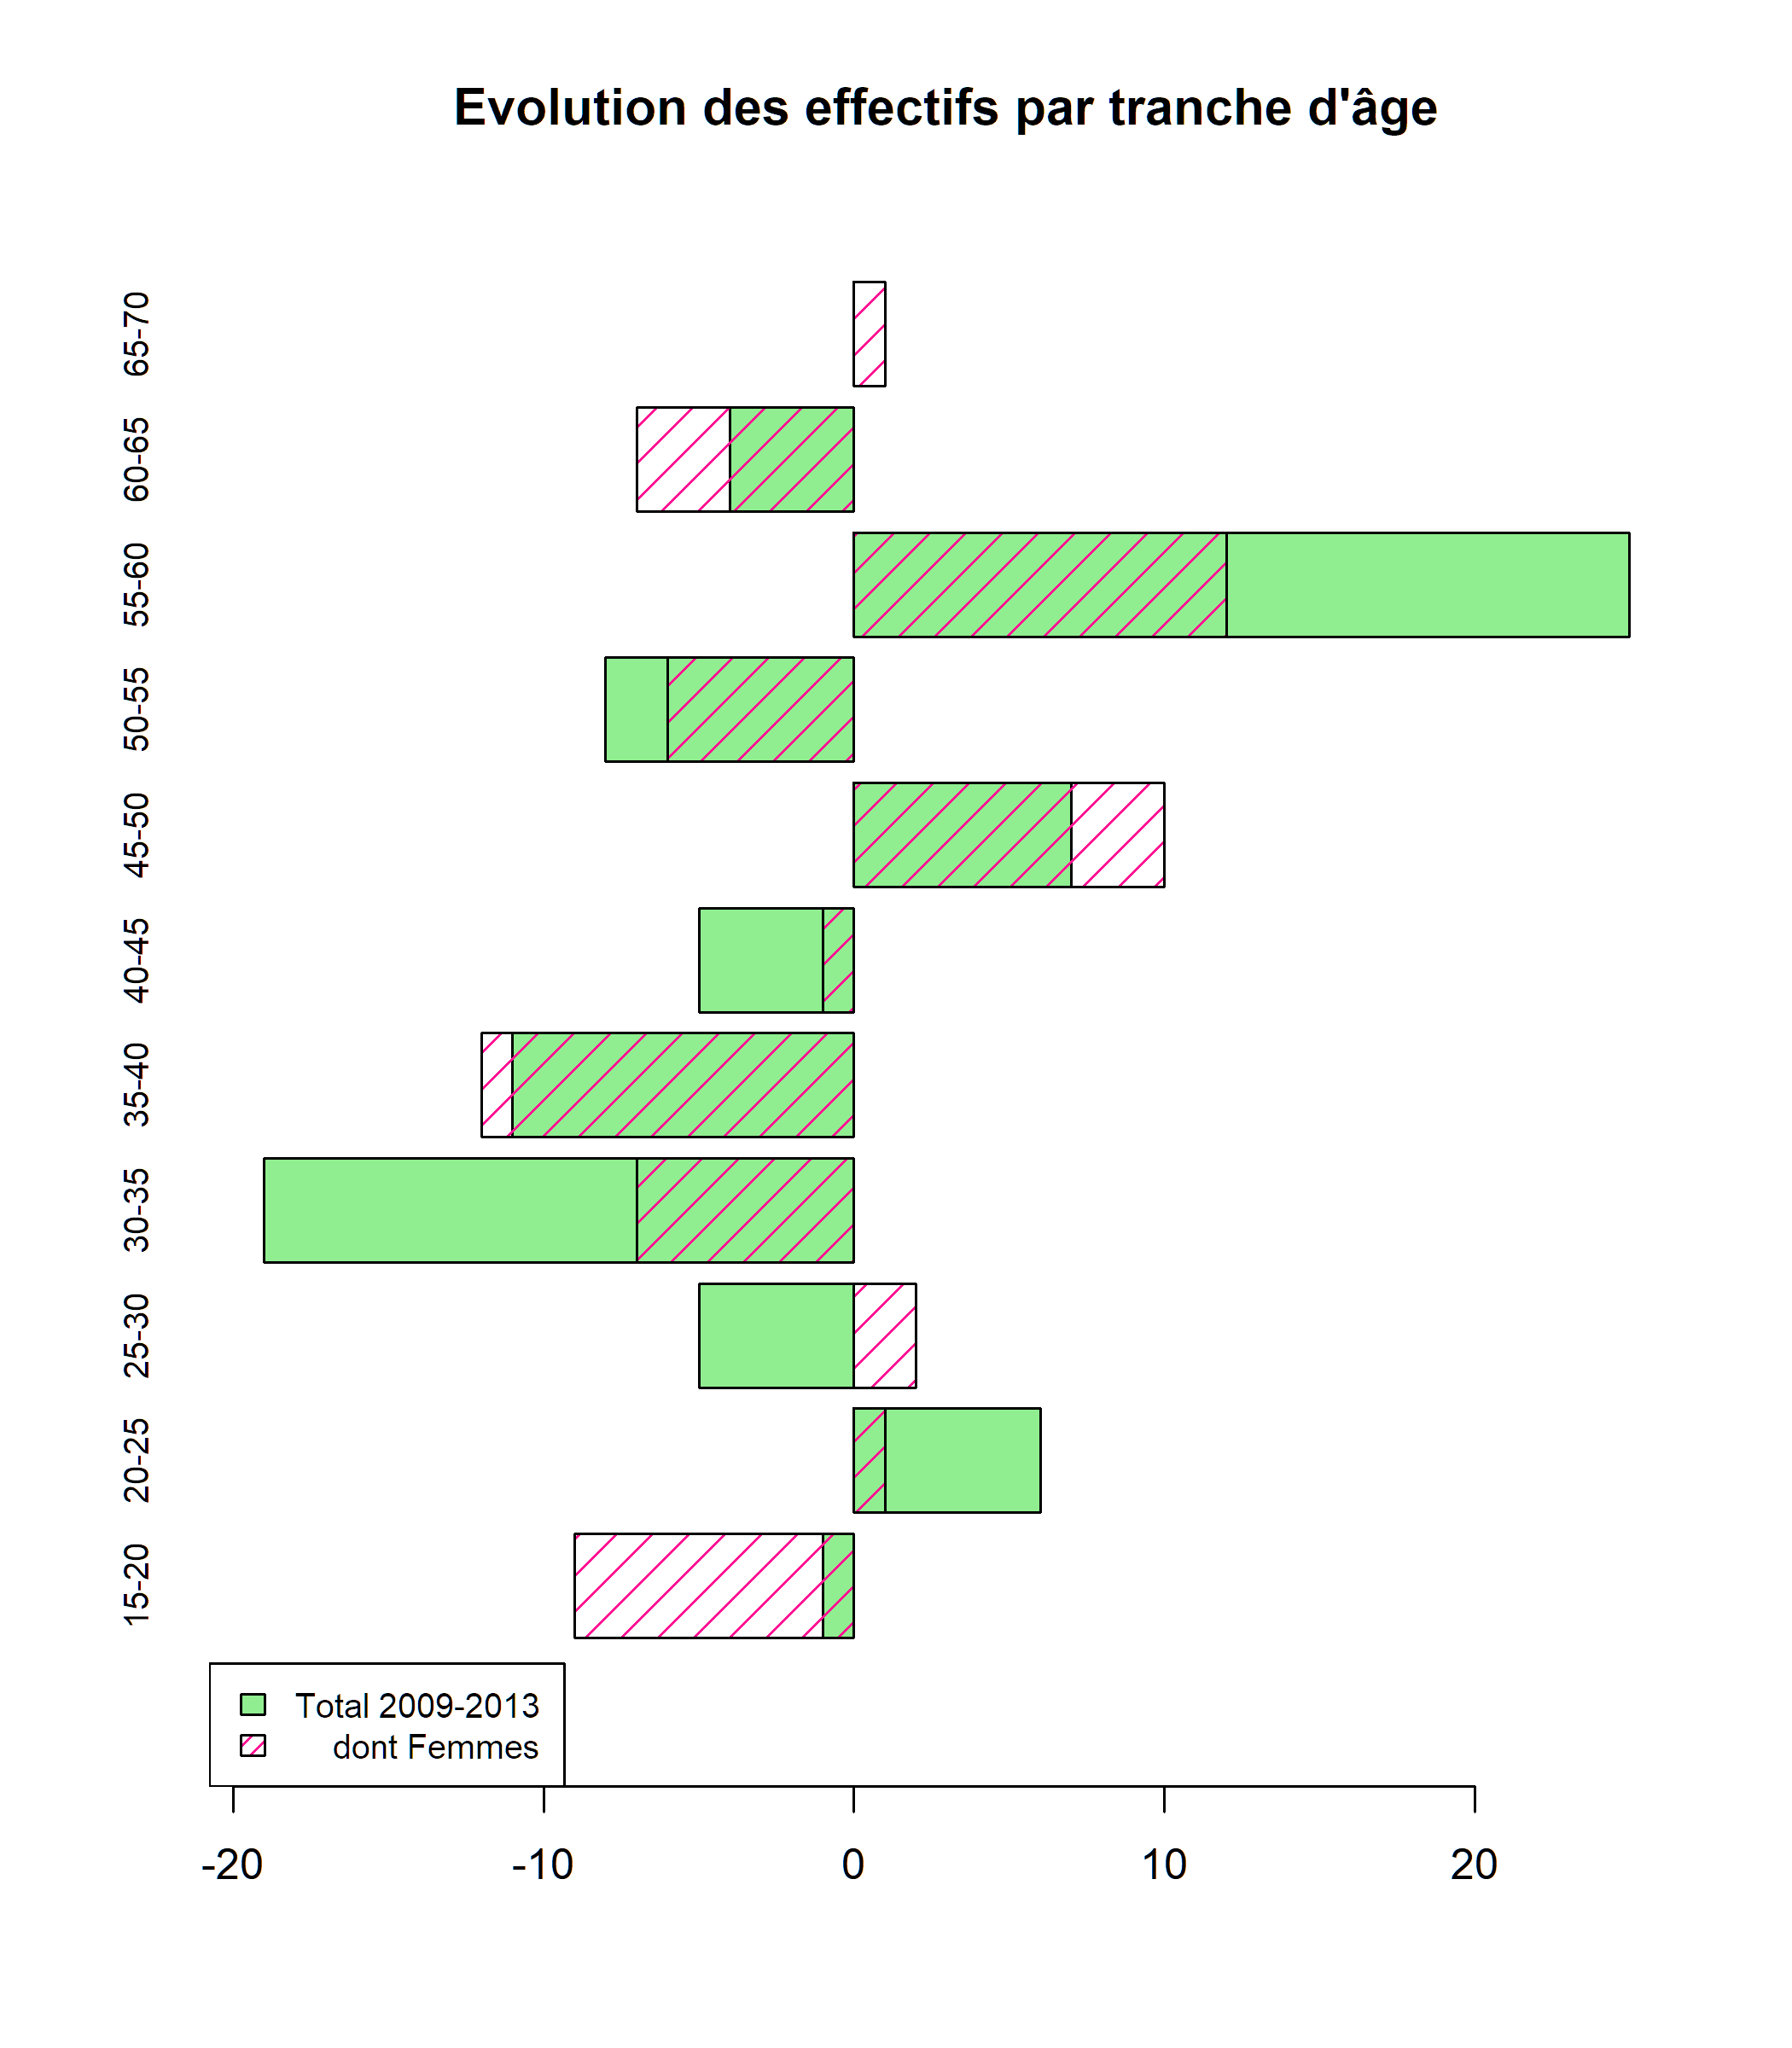 Evolution des effectifs par tranche d'âge
65-70
60-65
55-60
50-55
45-50
40-45
35-40
30-35
25-30
20-25
15-20
Total 2009-2013
dont Femmes
-20 -10 0 10 20